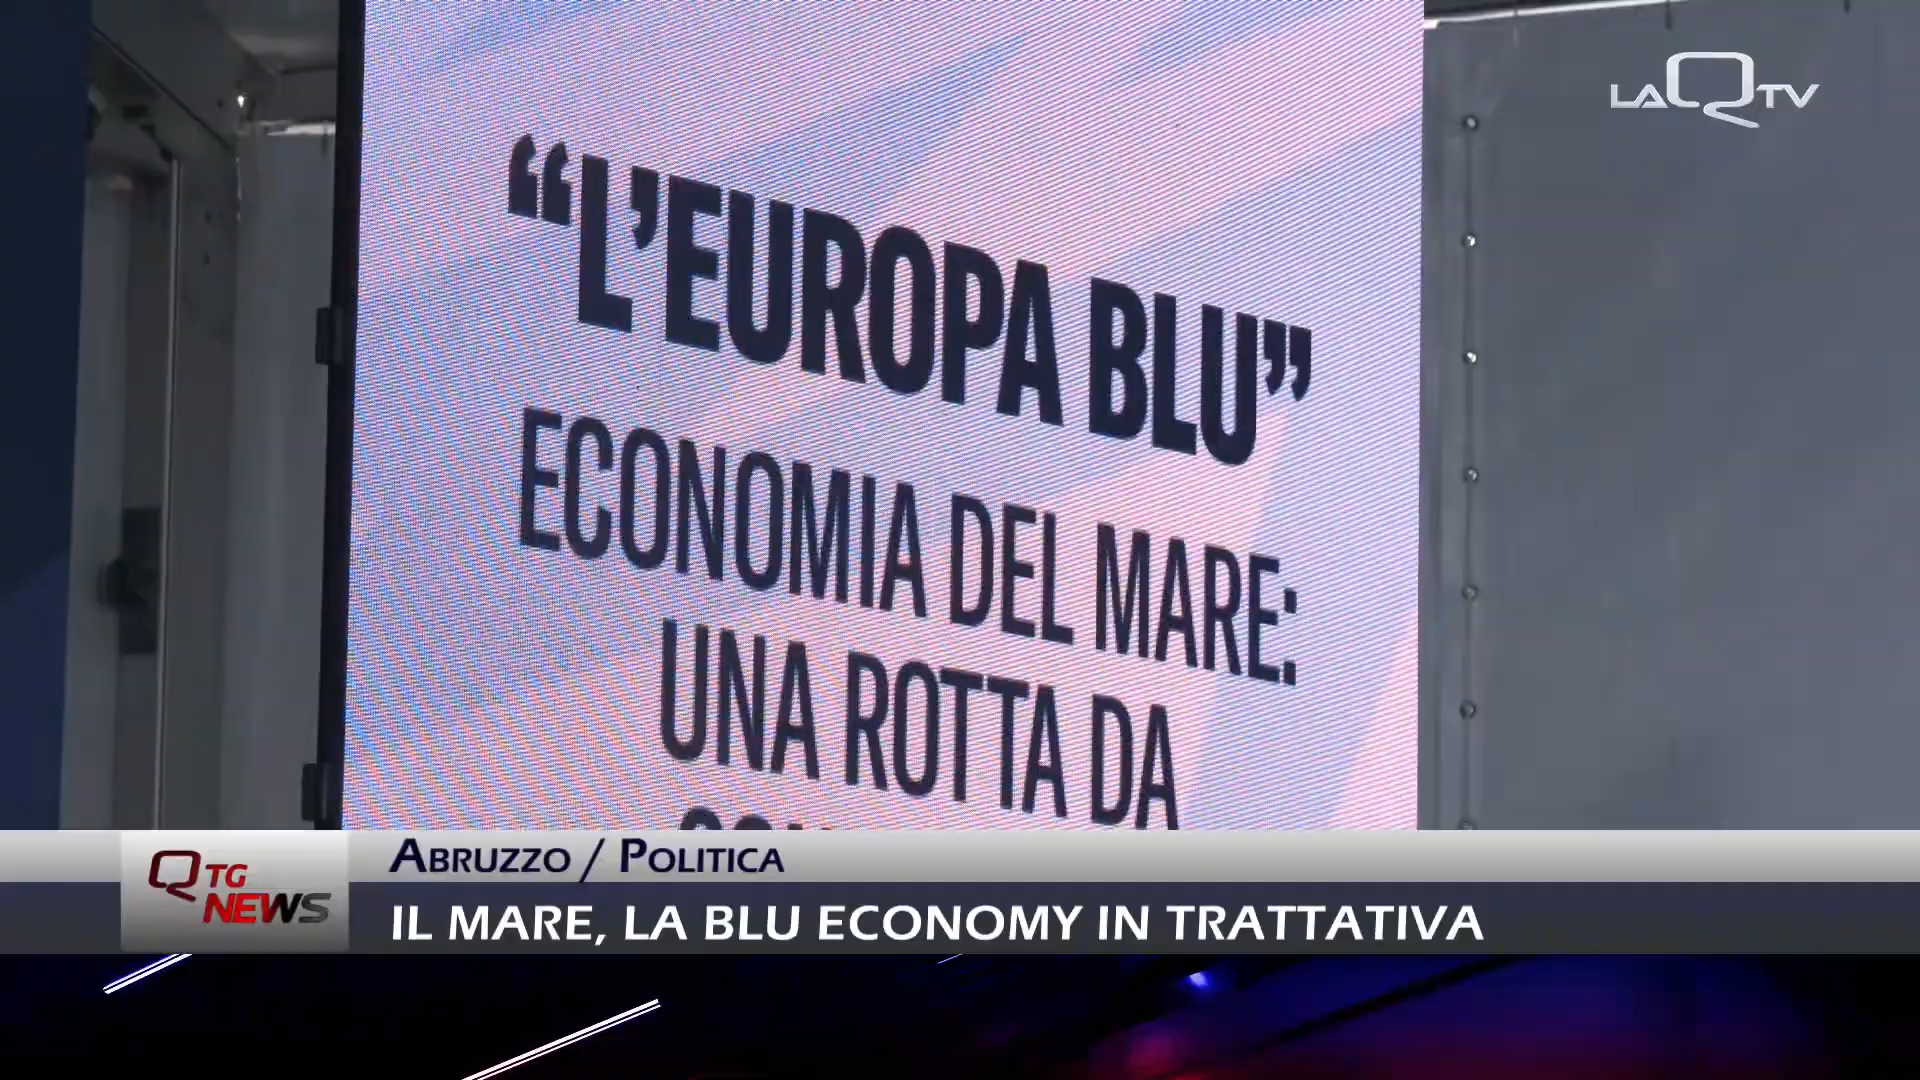 LAQTV
“L’EUROPA BLU”
ECONOMIA DEL MARE:
UNA ROTTA DA
Q TG
NEWS
ABRUZZO / POLITICA
IL MARE, LA BLU ECONOMY IN TRATTATIVA